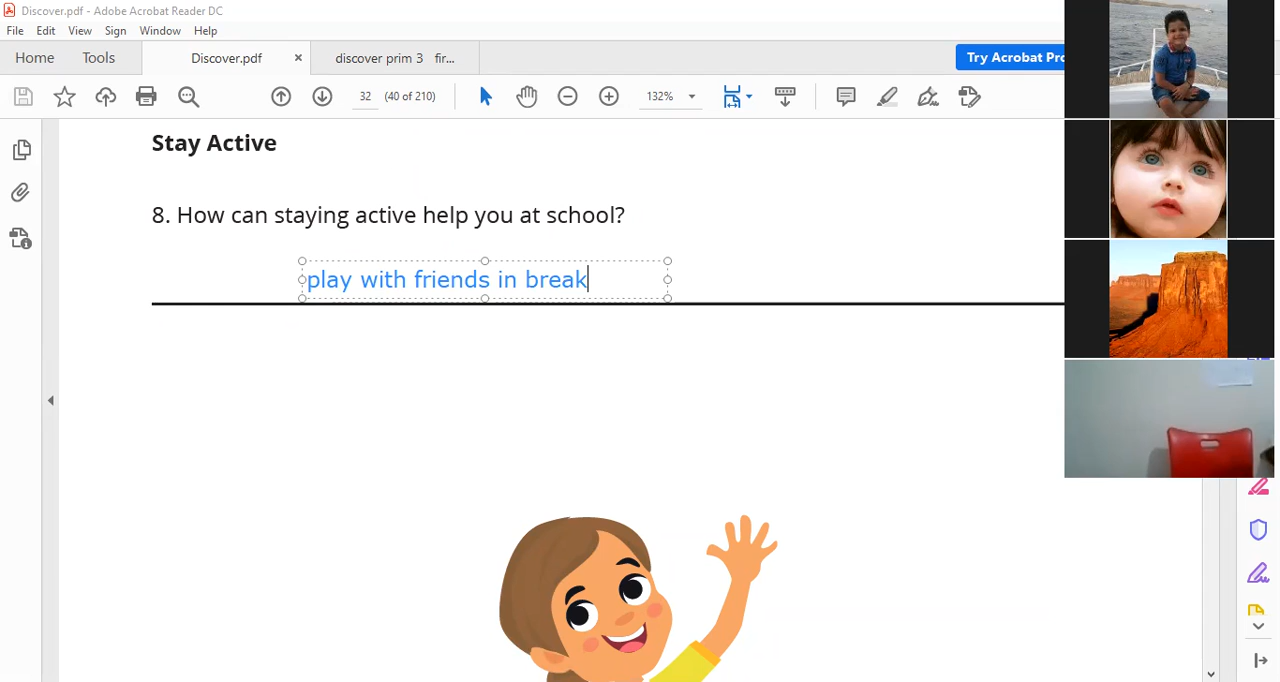 Discover.pdf - Adobe Acrobat Reader DC
File Edit View Sign Window Help
Home Tools Discover.pdf × discover prim 3 fir... Try Acrobat Pro
32 (40 of 210) 132%
Stay Active
8. How can staying active help you at school?
play with friends in break